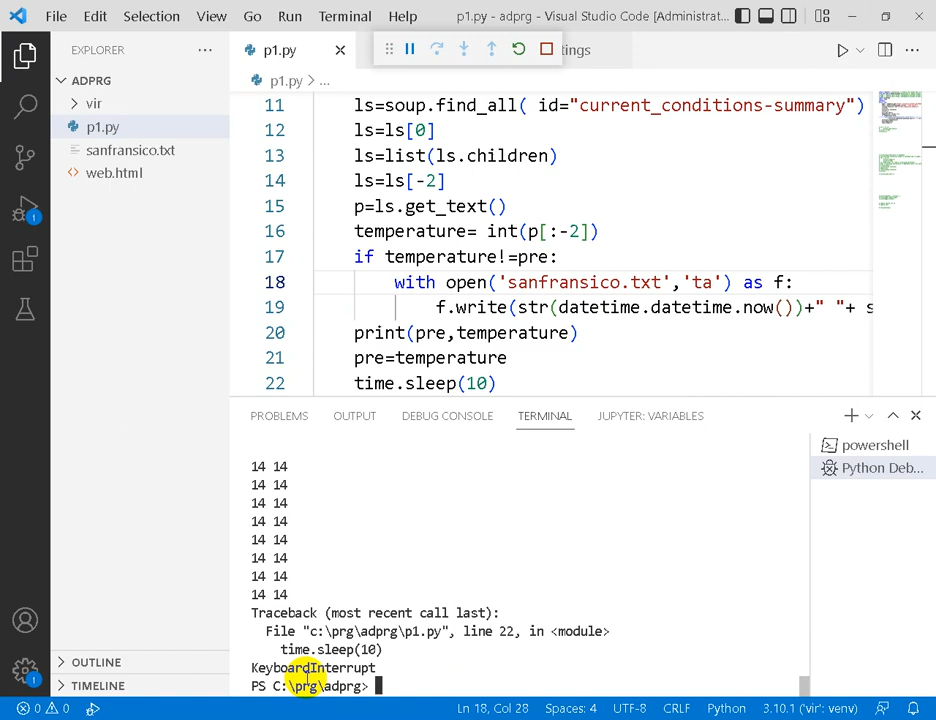 File Edit Selection View Go Run Terminal Help p1.py - adprg - Visual Studio Code [Administrat...
EXPLORER
p1.py
tings
ADPRG
p1.py > ...
vir
p1.py
sanfransico.txt
web.html
11 ls=soup.find_all( id="current_conditions-summary")
12 ls=ls[0]
13 ls=list(ls.children)
14 ls=ls[-2]
15 p=ls.get_text()
16 temperature= int(p[:-2])
17 if temperature!=pre:
18 with open('sanfransico.txt','ta') as f:
19 f.write(str(datetime.datetime.now())+" "+ s
20 print(pre,temperature)
21 pre=temperature
22 time.sleep(10)
PROBLEMS OUTPUT DEBUG CONSOLE TERMINAL JUPYTER: VARIABLES
powershell
Python Deb...
14 14
14 14
14 14
14 14
14 14
14 14
14 14
14 14
Traceback (most recent call last):
File "c:\prg\adprg\p1.py", line 22, in <module>
time.sleep(10)
KeyboardInterrupt
PS C:\prg\adprg>
OUTLINE
TIMELINE
1
1
0 0 Ln 18, Col 28 Spaces: 4 UTF-8 CRLF Python 3.10.1 ('vir': venv)